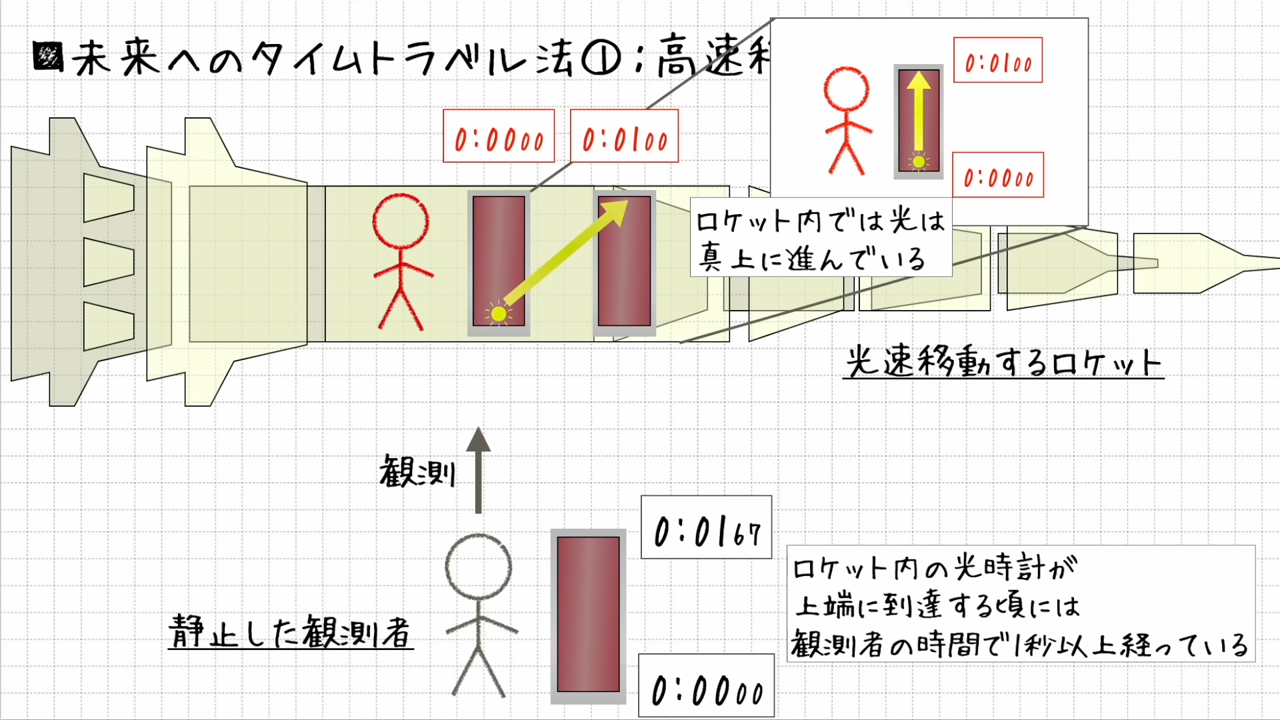 ■未来へのタイムトラベル法①:高速移
0:0000
0:0100
0:0100
0:0000
ロケット内では光は
真上に進んでいる
光速移動するロケット
観測
静止した観測者
0:0167
0:0000
ロケット内の光時計が
上端に到達する頃には
観測者の時間で1秒以上経っている